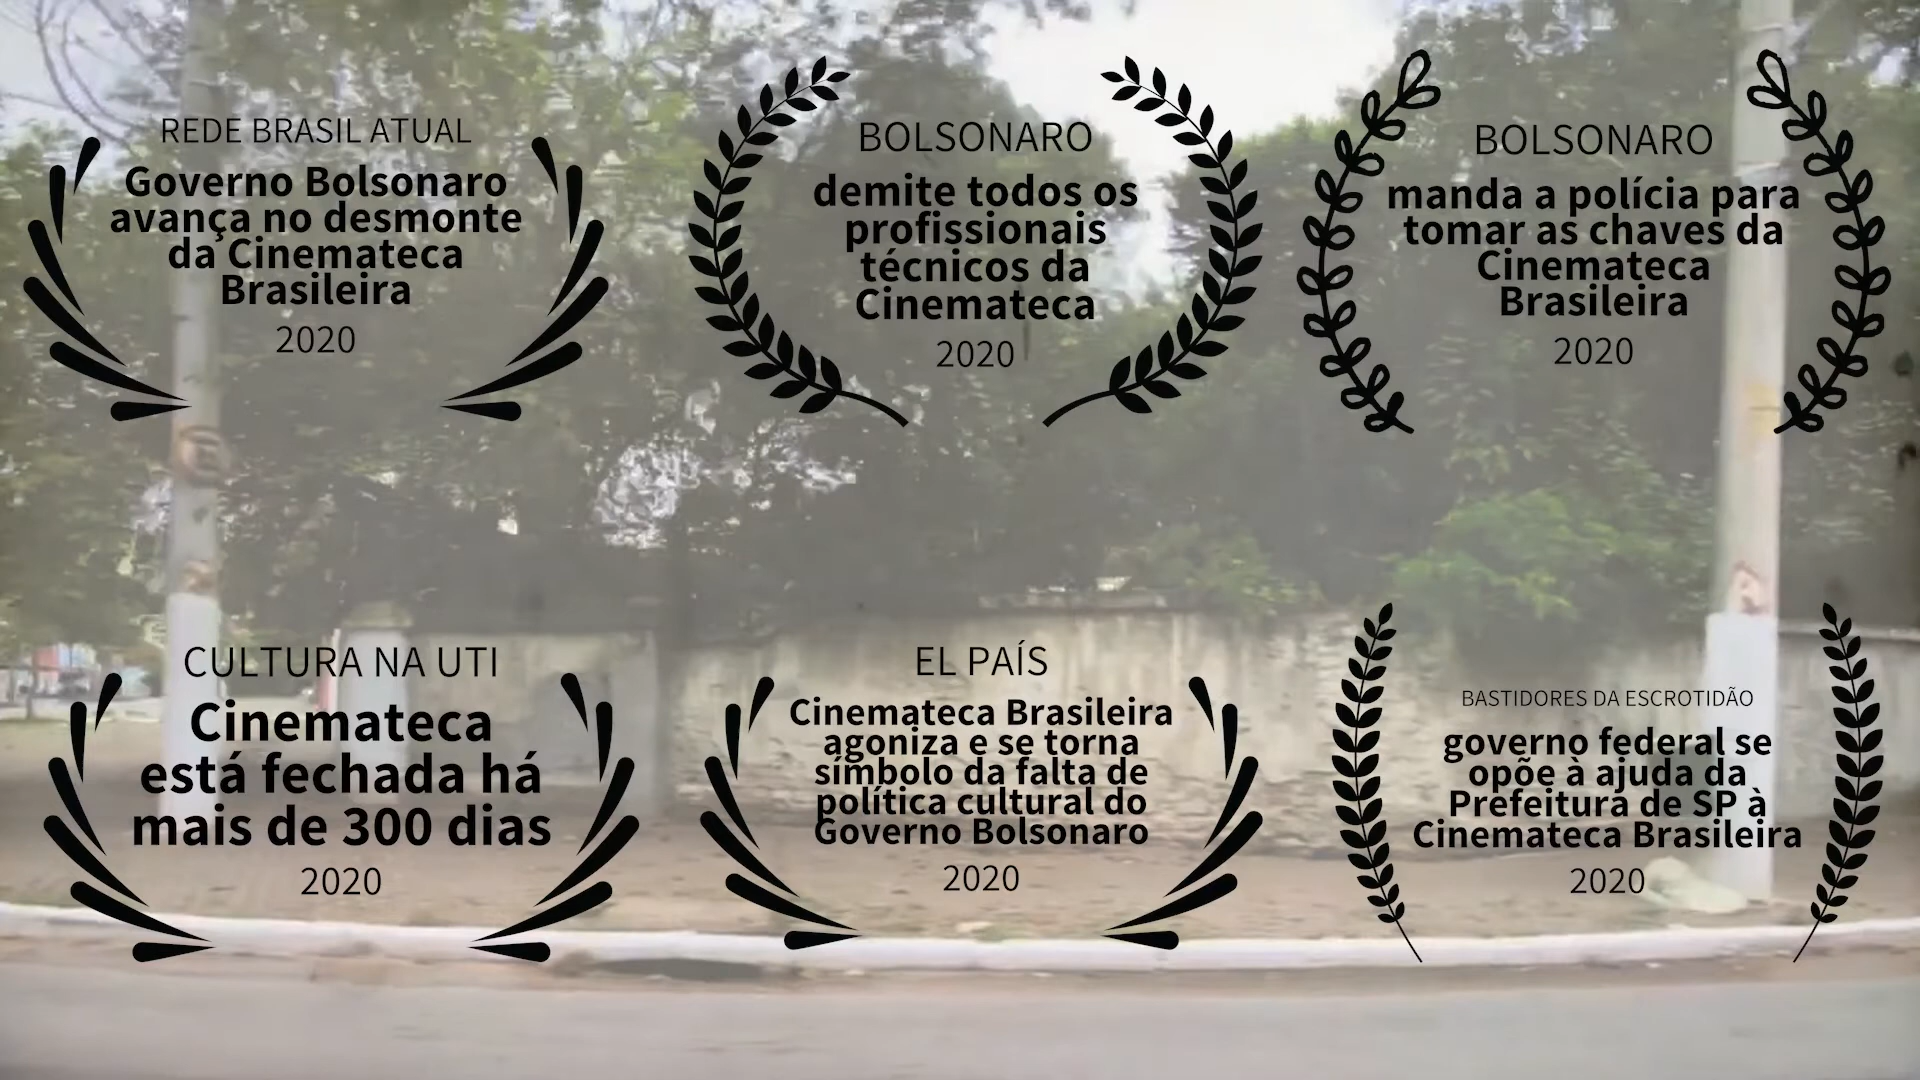 REDE BRASIL ATUAL
Governo Bolsonaro
avança no desmonte
da Cinemateca
Brasileira
2020
BOLSONARO
demite todos os
profissionais
técnicos da
Cinemateca
2020
BOLSONARO
manda a polícia para
tomar as chaves da
Cinemateca
Brasileira
2020
CULTURA NA UTI
Cinemateca
está fechada há
mais de 300 dias
2020
EL PAÍS
Cinemateca Brasileira
agoniza e se torna
símbolo da falta de
política cultural do
Governo Bolsonaro
2020
BASTIDORES DA ESCROTIDÃO
governo federal se
opõe à ajuda da
Prefeitura de SP à
Cinemateca Brasileira
2020